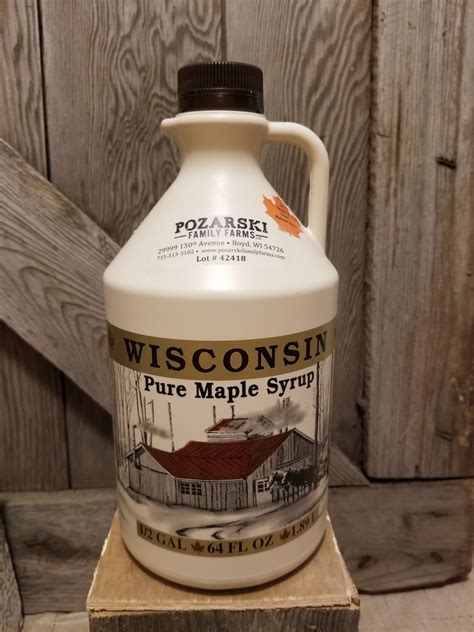 POZARSKI
FAMILY FARMS
29999 130th Avenue • Boyd, WI 54726
715-313-3102 • www.pozarskifamilyfarms.com
Lot # 42418
WISCONSIN
Pure Maple Syrup
1/2 GAL 64 FL OZ 1.89 L